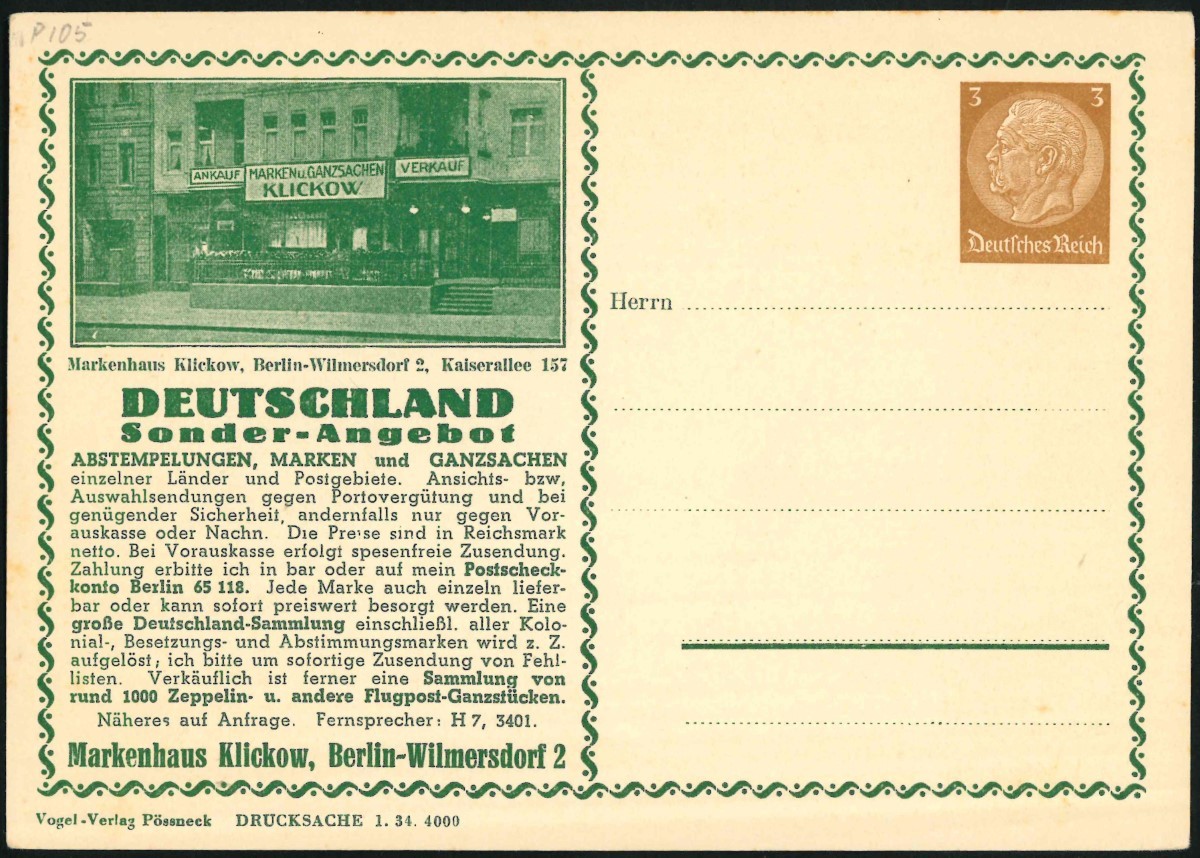 P105
ANKAUF
MARKEN u. GANZSACHEN
KLICKOW
VERKAUF
Markenhaus Klickow, Berlin-Wilmersdorf 2, Kaiserallee 157
DEUTSCHLAND
Sonder-Angebot
ABSTEMPELUNGEN, MARKEN und GANZSACHEN
einzelner Länder und Postgebiete. Ansichts- bzw,
Auswahlsendungen gegen Portovergütung und bei
genügender Sicherheit, andernfalls nur gegen Vor-
auskasse oder Nachn. Die Preise sind in Reichsmark
netto. Bei Vorauskasse erfolgt spesenfreie Zusendung.
Zahlung erbitte ich in bar oder auf mein Postscheck-
konto Berlin 65 118. Jede Marke auch einzeln liefer-
bar oder kann sofort preiswert besorgt werden. Eine
große Deutschland-Sammlung einschließl. aller Kolo-
nial-, Besetzungs- und Abstimmungsmarken wird z. Z.
aufgelöst; ich bitte um sofortige Zusendung von Fehl-
listen. Verkäuflich ist ferner eine Sammlung von
rund 1000 Zeppelin- u. andere Flugpost-Ganzstücken.
Näheres auf Anfrage. Fernsprecher: H 7, 3401.
Markenhaus Klickow, Berlin-Wilmersdorf 2
Vogel-Verlag Pössneck DRUCKSACHE 1. 34. 4000
3 3
Deutsches Reich
Herrn